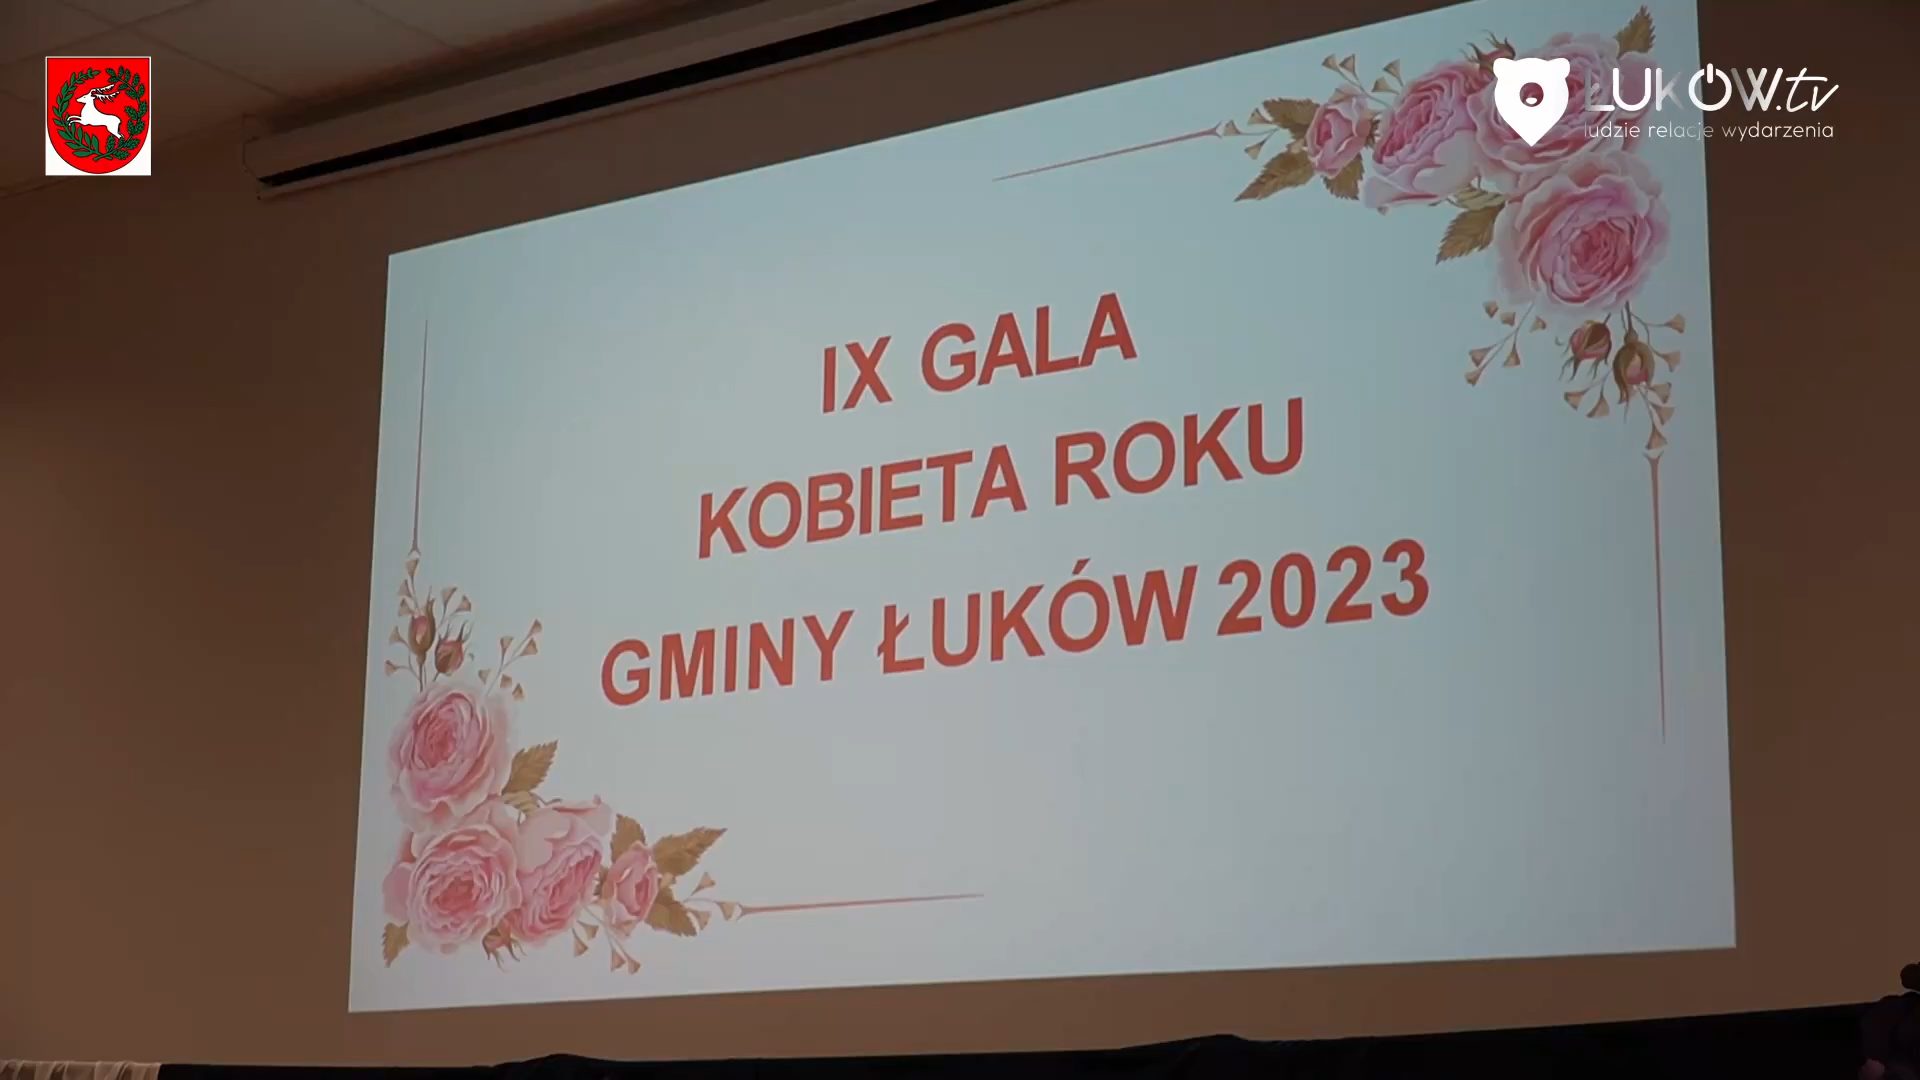 ŁUKÓW.tv
ludzie relacje wydarzenia
IX GALA
KOBIETA ROKU
GMINY ŁUKÓW 2023